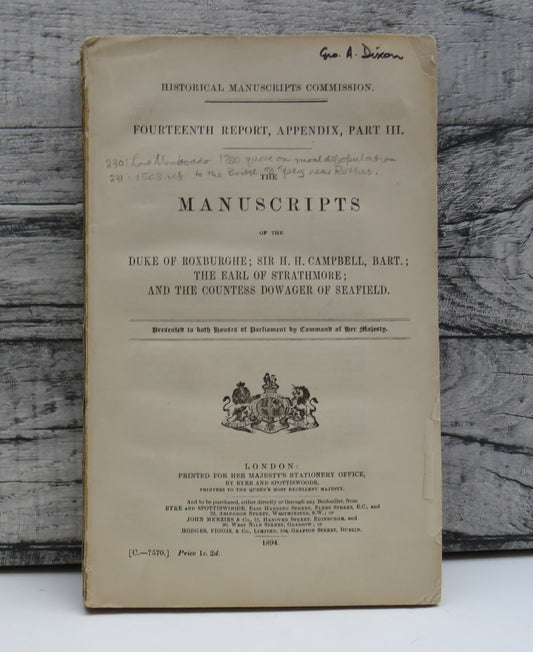 Geo. A. Dixon
HISTORICAL MANUSCRIPTS COMMISSION.
FOURTEENTH REPORT, APPENDIX, PART III.
230: Lord Monboddo 1780 quote on rural depopulation
231: 1508 ref. to the Bridge of Spey near Rothes.
THE
MANUSCRIPTS
OF THE
DUKE OF ROXBURGHE; SIR H. H. CAMPBELL, BART.;
THE EARL OF STRATHMORE;
AND THE COUNTESS DOWAGER OF SEAFIELD.
Presented to both Houses of Parliament by Command of Her Majesty.
LONDON:
PRINTED FOR HER MAJESTY'S STATIONERY OFFICE,
BY EYRE AND SPOTTISWOODE,
PRINTERS TO THE QUEEN'S MOST EXCELLENT MAJESTY.
And to be purchased, either directly or through any Bookseller, from
EYRE AND SPOTTISWOODE, EAST HARDING STREET, FLEET STREET, E.C., and
32, ABINGDON STREET, WESTMINSTER, S.W.; or
JOHN MENZIES & Co., 12, HANOVER STREET, EDINBURGH, and
90, WEST NILE STREET, GLASGOW; or
HODGES, FIGGIS, & Co., LIMITED, 104, GRAFTON STREET, DUBLIN.
1894.
[C.—7570.] Price 1s. 2d.